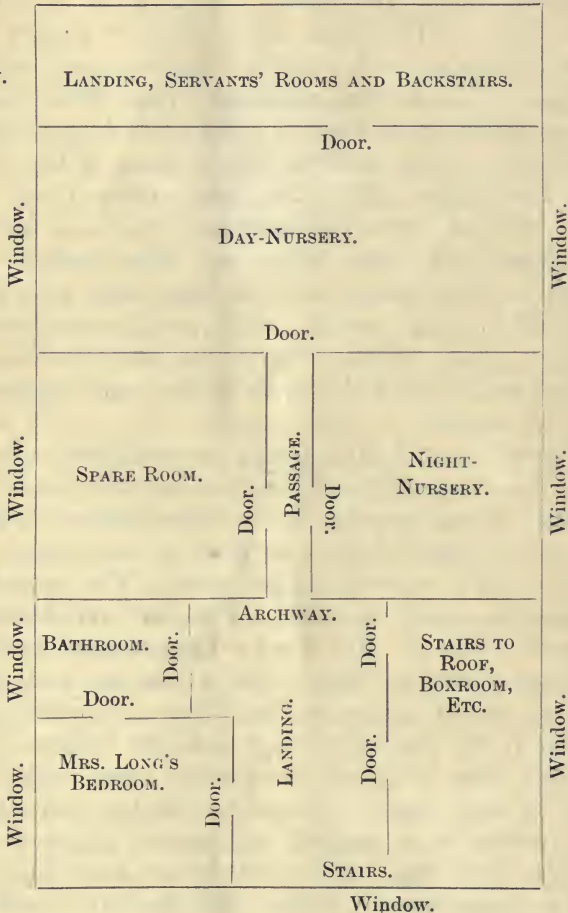 LANDING, SERVANTS' ROOMS AND BACKSTAIRS.
Door.
Window.
DAY-NURSERY.
Window.
Door.
Window.
SPARE ROOM.
Door.
PASSAGE.
Door.
NIGHT-
NURSERY.
Window.
ARCHWAY.
Window.
BATHROOM.
Door.
Door.
STAIRS TO
ROOF,
BOXROOM,
ETC.
Door.
Window.
MRS. LONG'S
BEDROOM.
Door.
LANDING.
Door.
Window.
STAIRS.
Window.